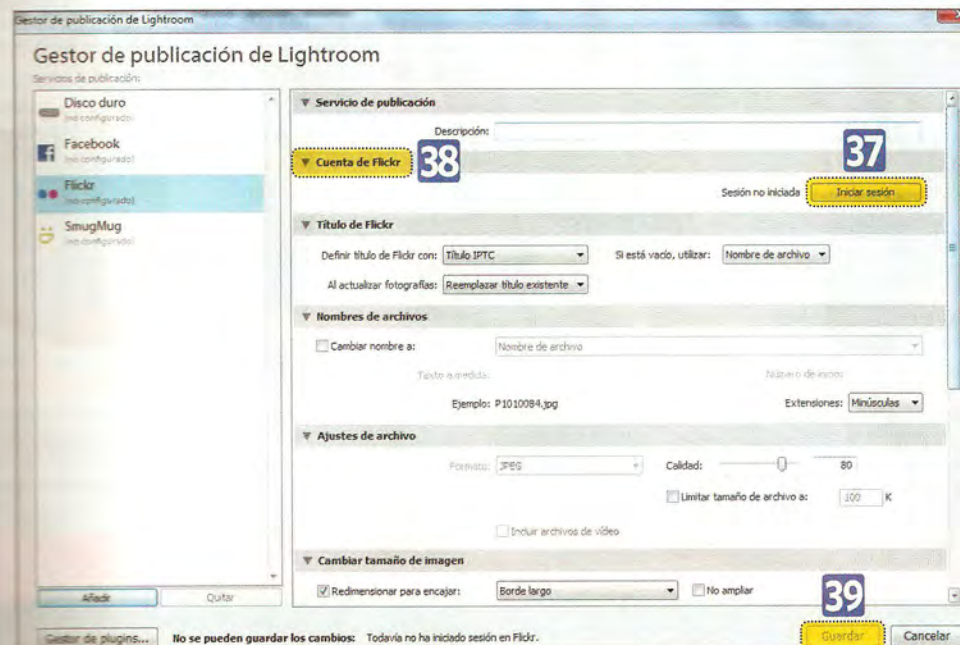 Gestor de publicación de Lightroom
Gestor de publicación de Lightroom
Servicios de publicación:
Disco duro
(no configurado)
Facebook
(no configurado)
Flickr
(no configurado)
SmugMug
(no configurado)
Añadir Quitar
Servicio de publicación
Descripción:
Cuenta de Flickr 38 37
Sesión no iniciada Iniciar sesión
Título de Flickr
Definir título de Flickr con: Título IPTC Si está vacío, utilizar: Nombre de archivo
Al actualizar fotografías: Reemplazar título existente
Nombres de archivos
Cambiar nombre a: Nombre de archivo
Texto a medida: Número de inicio:
Ejemplo: P1010084.jpg Extensiones: Minúsculas
Ajustes de archivo
Formato: JPEG Calidad: 80
Limitar tamaño de archivo a: 100 K
Incluir archivos de vídeo
Cambiar tamaño de imagen
Redimensionar para encajar: Borde largo No ampliar
39
Gestor de plugins... No se pueden guardar los cambios: Todavía no ha iniciado sesión en Flickr. Guardar Cancelar